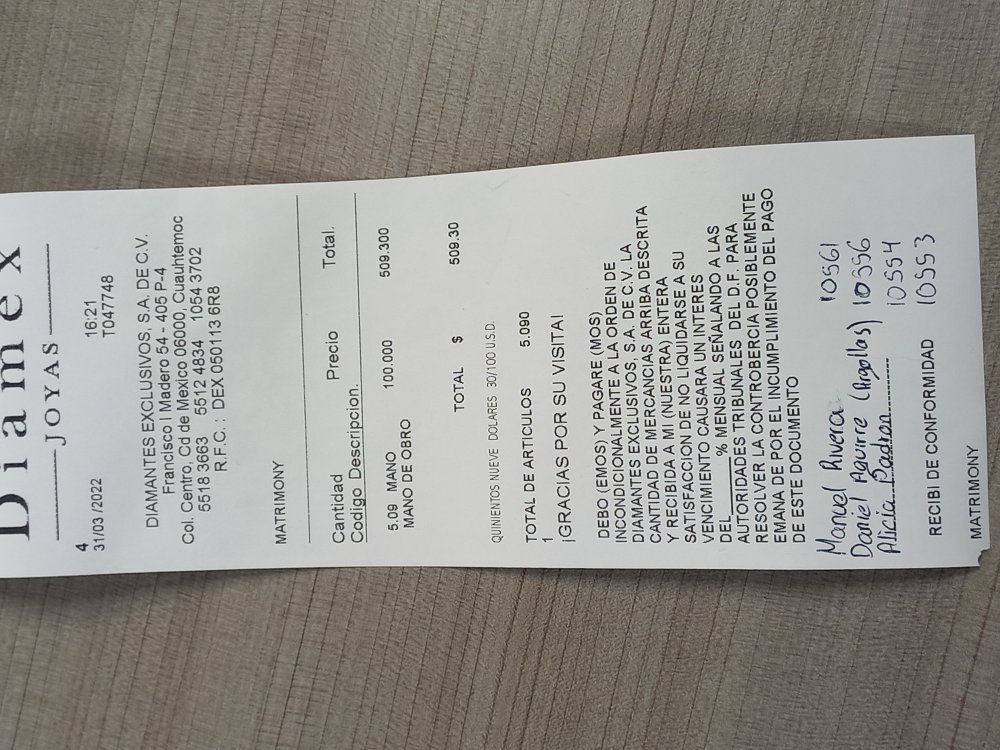 Diamex
JOYAS
4
31/03 /2022 16:21
T047748
DIAMANTES EXCLUSIVOS, S.A. DE C.V.
Francisco I Madero 54 - 405 P-4
Col. Centro, Cd de Mexico 06000, Cuauhtemoc
5518 3663 5512 4834 1054 3702
R.F.C. : DEX 050113 6R8
MATRIMONY
Cantidad Precio Total.
Codigo Descripcion.
5.09 MANO 100.000 509.300
MANO DE OBRO
TOTAL $ 509.30
QUINIENTOS NUEVE DOLARES 30/100 U.S.D.
TOTAL DE ARTICULOS 5.090
1
¡GRACIAS POR SU VISITA!
DEBO (EMOS) Y PAGARE (MOS)
INCONDICIONALMENTE A LA ORDEN DE
DIAMANTES EXCLUSIVOS, S.A. DE C.V. LA
CANTIDAD DE MERCANCIAS ARRIBA DESCRITA
Y RECIBIDA A MI (NUESTRA) ENTERA
SATISFACCION DE NO LIQUIDARSE A SU
VENCIMIENTO CAUSARA UN INTERES
DEL______% MENSUAL SEÑALANDO A LAS
AUTORIDADES TRIBUNALES DEL D.F. PARA
RESOLVER LA CONTROBERCIA POSIBLEMENTE
EMANA DE POR EL INCUMPLIMIENTO DEL PAGO
DE ESTE DOCUMENTO
Manuel Rivera 10561
Daniel Aguirre (Argollas) 10556
Alicia Padron 10554
10553
RECIBI DE CONFORMIDAD
MATRIMONY